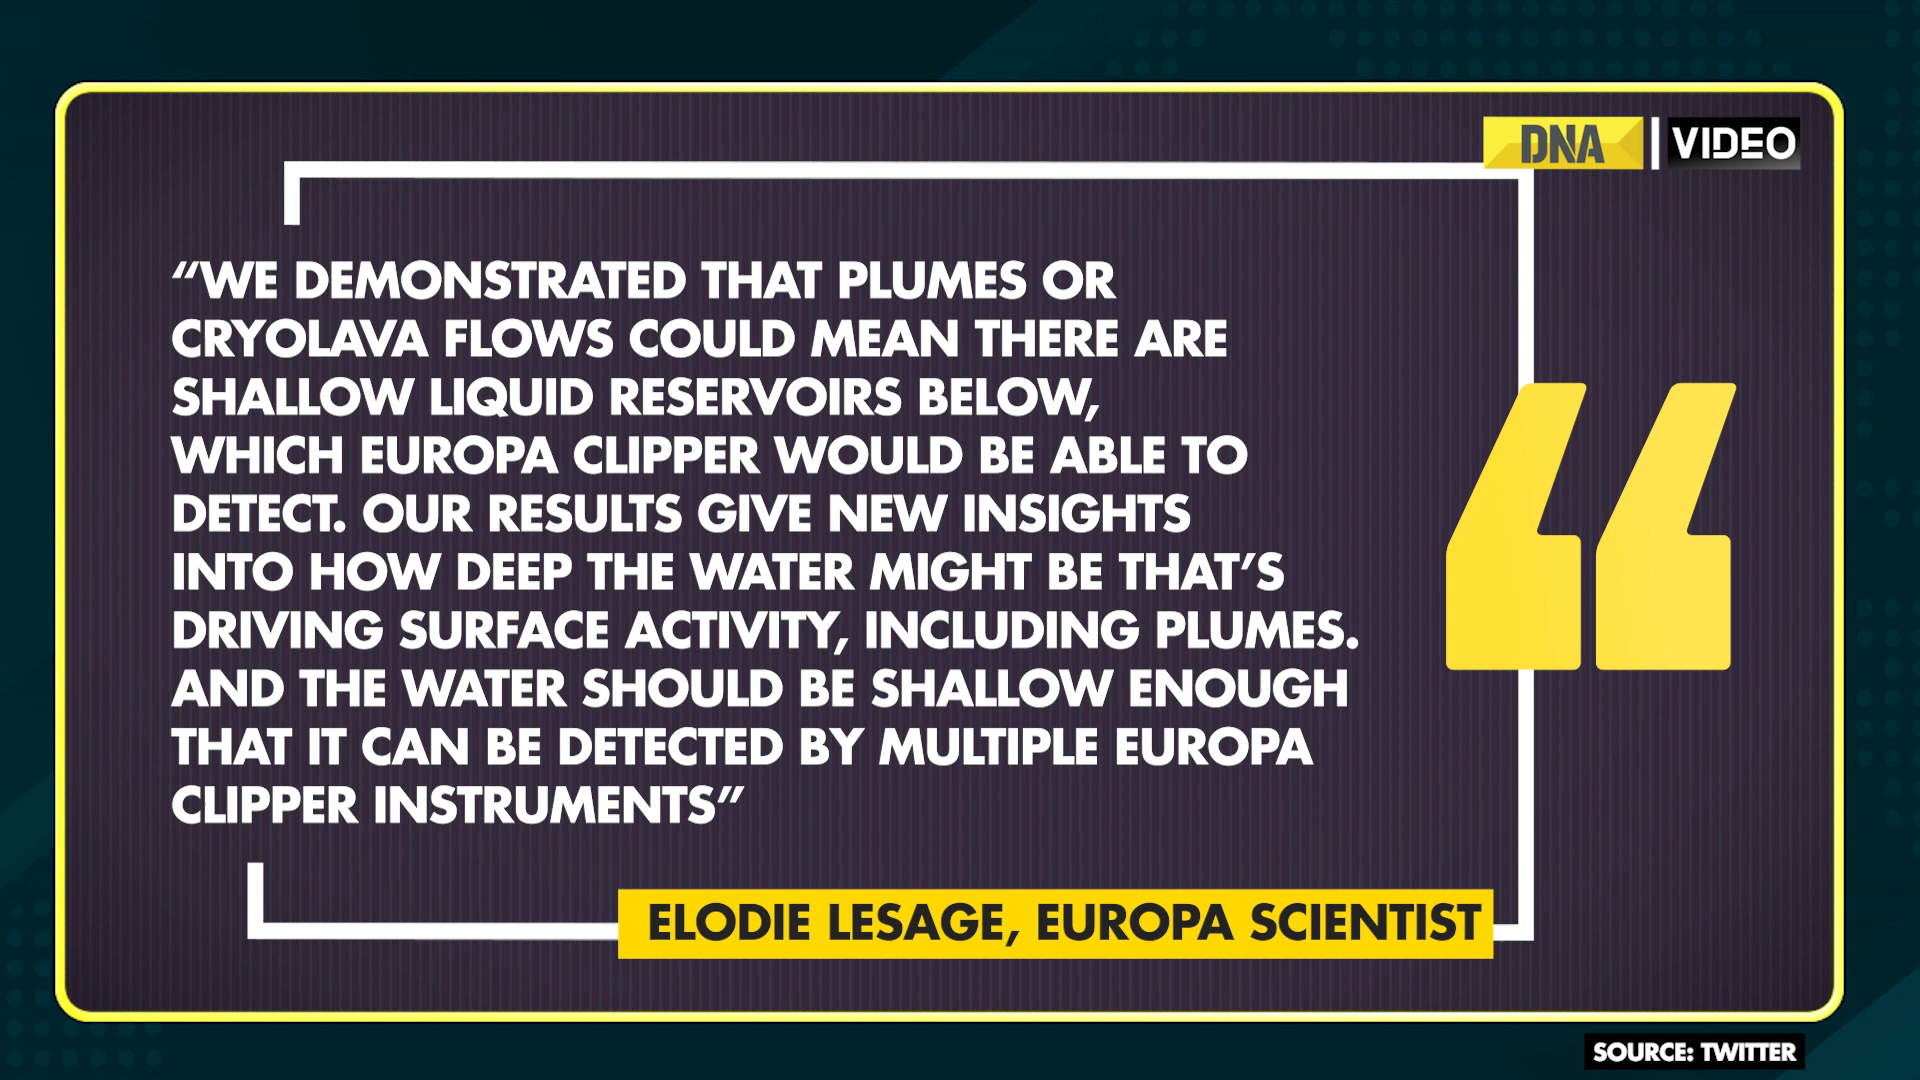 DNA VIDEO
“WE DEMONSTRATED THAT PLUMES OR
CRYOLAVA FLOWS COULD MEAN THERE ARE
SHALLOW LIQUID RESERVOIRS BELOW,
WHICH EUROPA CLIPPER WOULD BE ABLE TO
DETECT. OUR RESULTS GIVE NEW INSIGHTS
INTO HOW DEEP THE WATER MIGHT BE THAT’S
DRIVING SURFACE ACTIVITY, INCLUDING PLUMES.
AND THE WATER SHOULD BE SHALLOW ENOUGH
THAT IT CAN BE DETECTED BY MULTIPLE EUROPA
CLIPPER INSTRUMENTS”
ELODIE LESAGE, EUROPA SCIENTIST
SOURCE: TWITTER